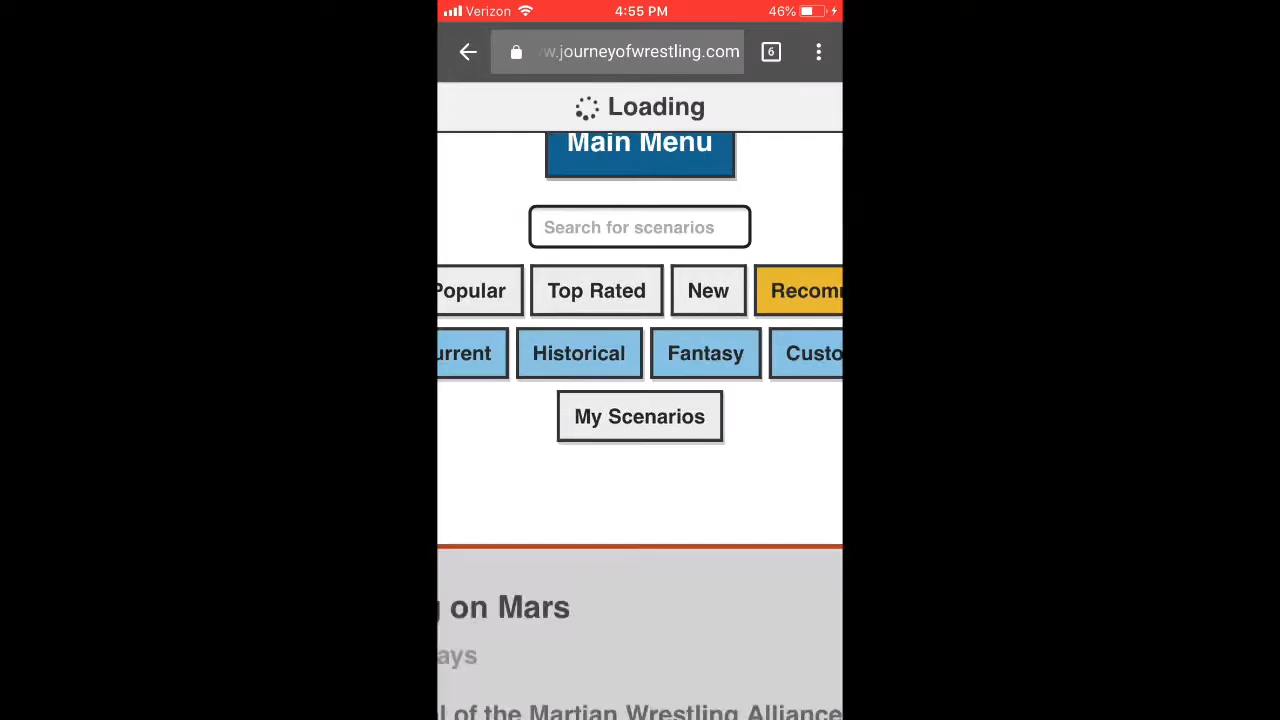 Verizon 4:55 PM 46%
w.journeyofwrestling.com 6
Loading
Main Menu
Search for scenarios
Popular Top Rated New Recom
urrent Historical Fantasy Custo
My Scenarios
on Mars
ays
l of the Martian Wrestling Alliance